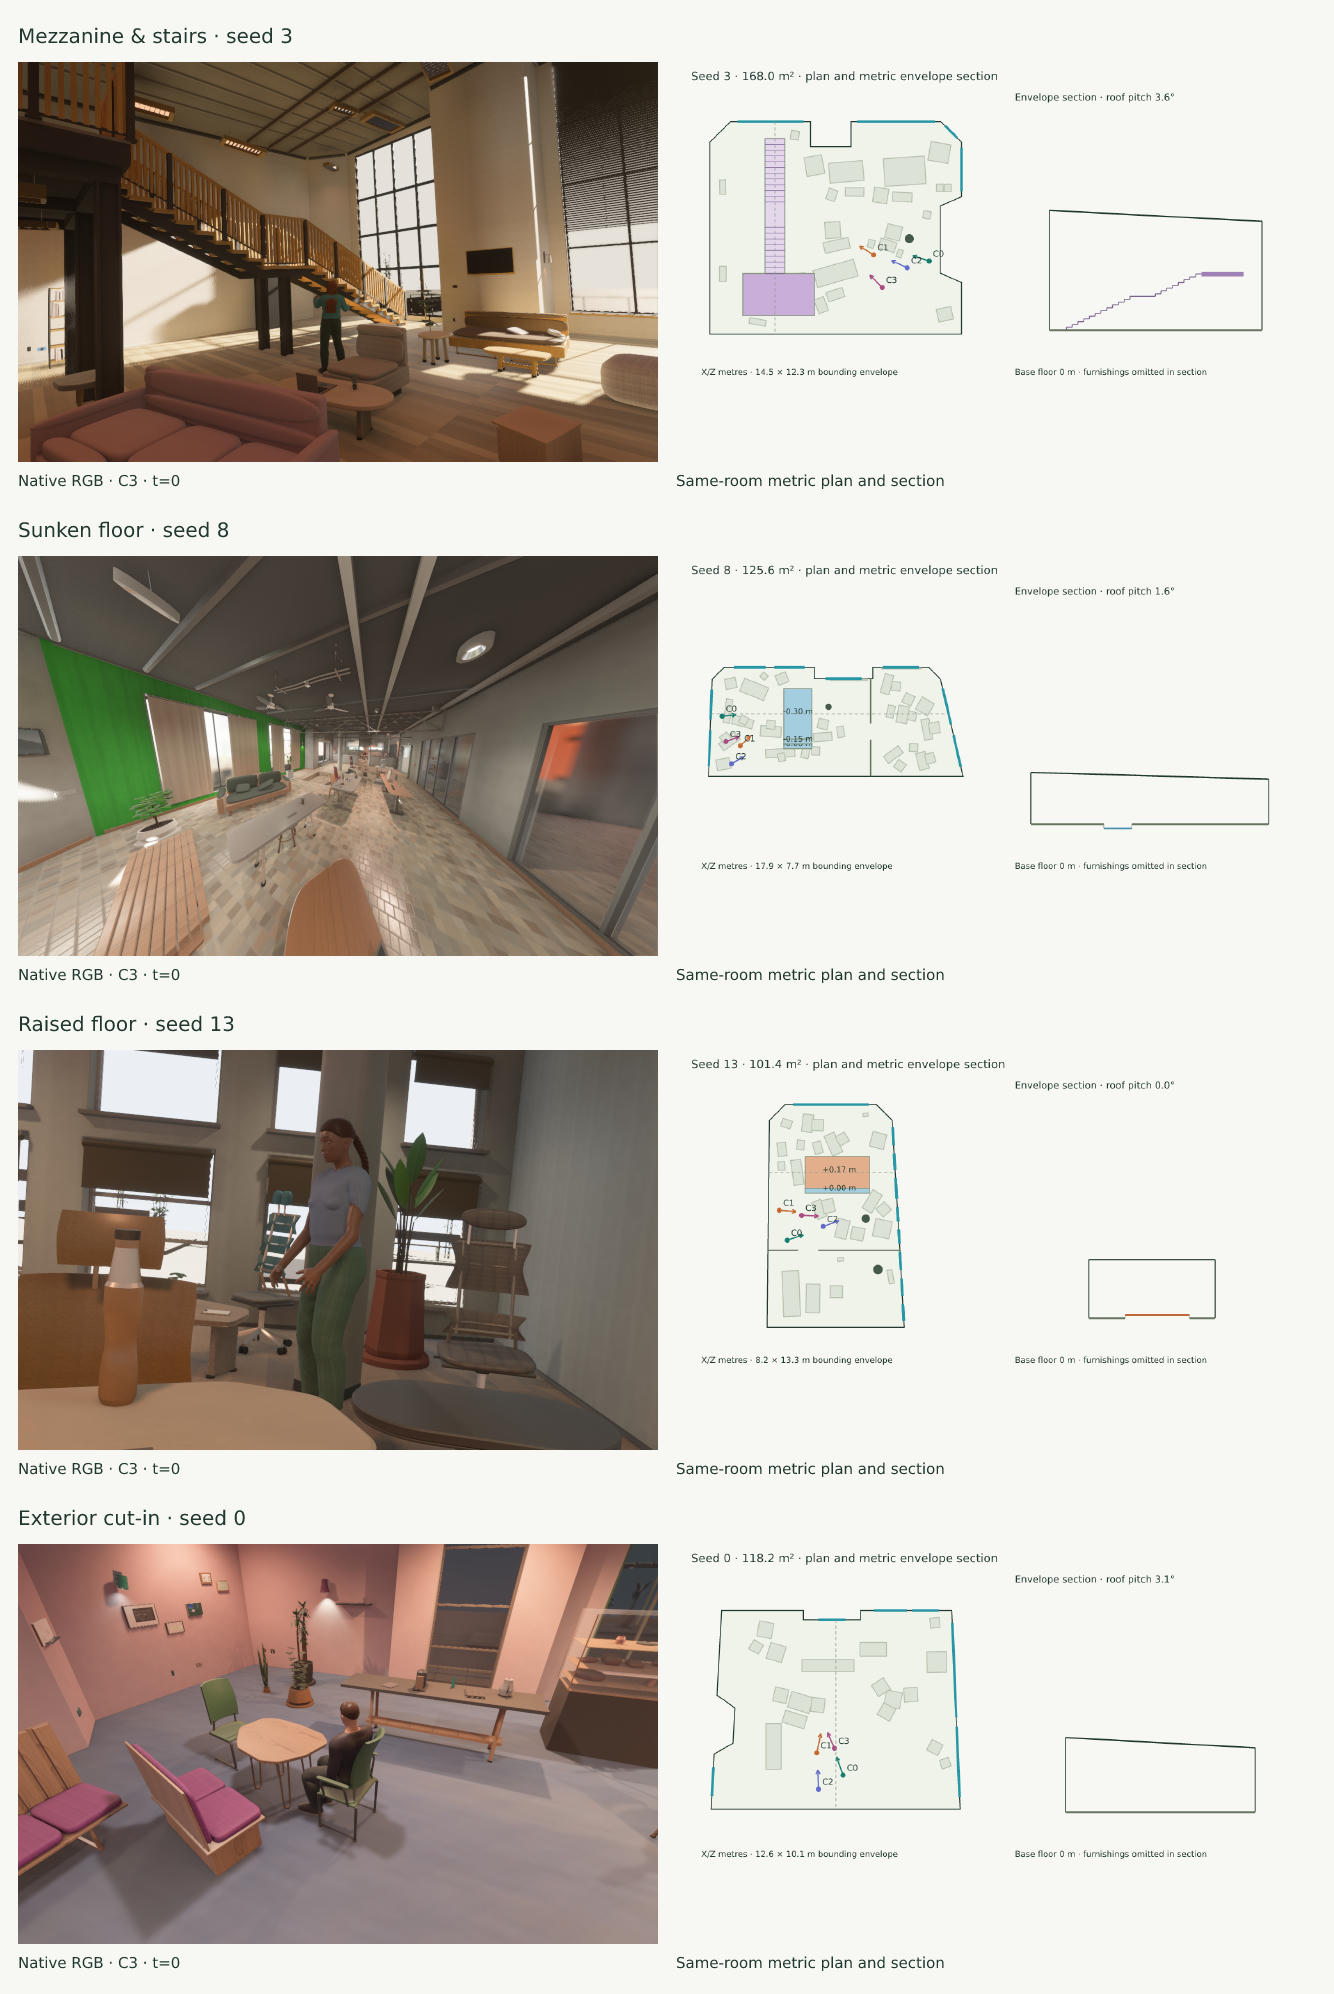 Mezzanine & stairs · seed 3
Seed 3 · 168.0 m² · plan and metric envelope section
Envelope section · roof pitch 3.6°
C1
C2
C0
C3
X/Z metres · 14.5 × 12.3 m bounding envelope
Base floor 0 m · furnishings omitted in section
Native RGB · C3 · t=0
Same-room metric plan and section
Sunken floor · seed 8
Seed 8 · 125.6 m² · plan and metric envelope section
Envelope section · roof pitch 1.6°
C0
-0.30 m
C3
C1
-0.15 m
C2
X/Z metres · 17.9 × 7.7 m bounding envelope
Base floor 0 m · furnishings omitted in section
Native RGB · C3 · t=0
Same-room metric plan and section
Raised floor · seed 13
Seed 13 · 101.4 m² · plan and metric envelope section
Envelope section · roof pitch 0.0°
+0.17 m
+0.00 m
C1
C3
C2
C0
X/Z metres · 8.2 × 13.3 m bounding envelope
Base floor 0 m · furnishings omitted in section
Native RGB · C3 · t=0
Same-room metric plan and section
Exterior cut-in · seed 0
Seed 0 · 118.2 m² · plan and metric envelope section
Envelope section · roof pitch 3.1°
C1
C3
C0
C2
X/Z metres · 12.6 × 10.1 m bounding envelope
Base floor 0 m · furnishings omitted in section
Native RGB · C3 · t=0
Same-room metric plan and section